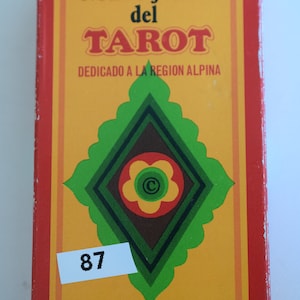 del
TAROT
DEDICADO A LA REGION ALPINA
©
87